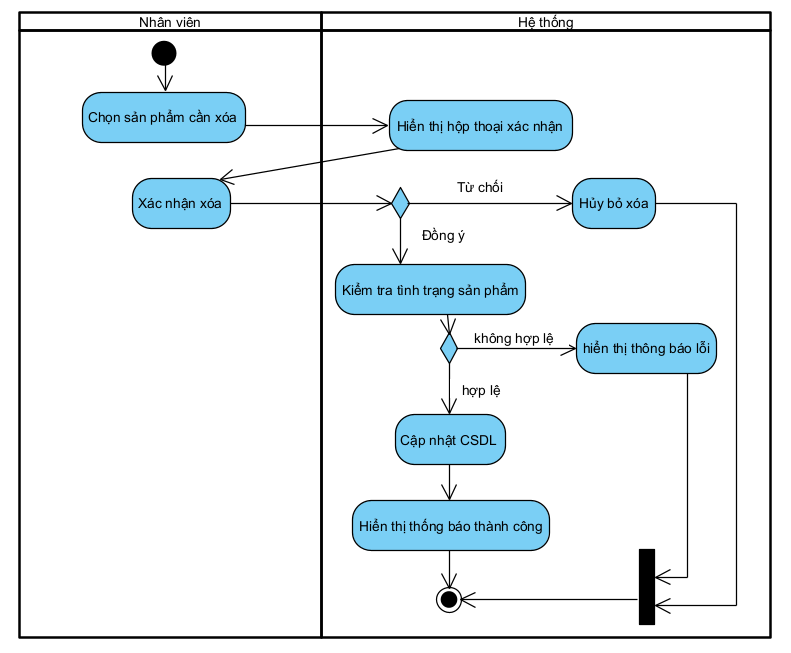 Nhân viên
Hệ thống
Chọn sản phẩm cần xóa
Hiển thị hộp thoại xác nhận
Xác nhận xóa
Từ chối
Hủy bỏ xóa
Đồng ý
Kiểm tra tình trạng sản phẩm
không hợp lệ
hiển thị thông báo lỗi
hợp lệ
Cập nhật CSDL
Hiển thị thống báo thành công